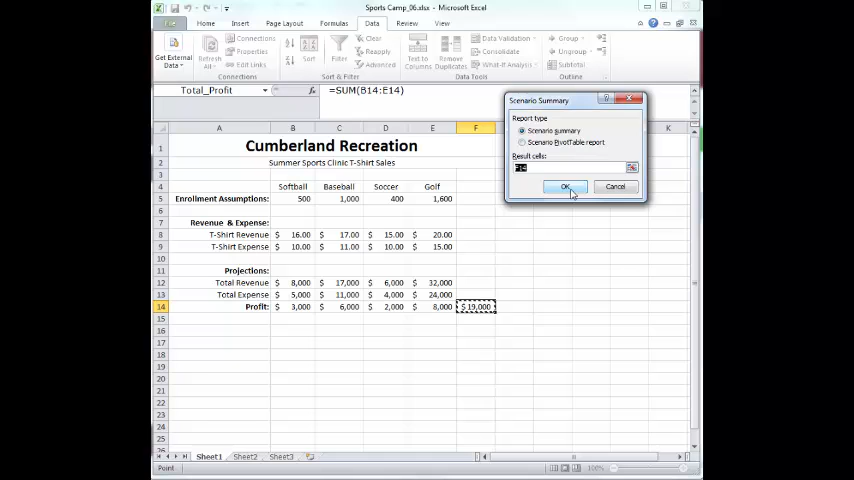 Sports Camp_06.xlsx - Microsoft Excel
File Home Insert Page Layout Formulas Data Review View
Get External Data
Refresh All
Connections
Properties
Edit Links
Connections
Sort
Filter
Clear
Reapply
Advanced
Sort & Filter
Text to Columns
Remove Duplicates
Data Validation
Consolidate
What-If Analysis
Data Tools
Group
Ungroup
Subtotal
Outline
Total_Profit fx =SUM(B14:E14)
A B C D E F K
1 Cumberland Recreation
2 Summer Sports Clinic T-Shirt Sales
3
4 Softball Baseball Soccer Golf
5 Enrollment Assumptions: 500 1,000 400 1,600
6
7 Revenue & Expense:
8 T-Shirt Revenue $ 16.00 $ 17.00 $ 15.00 $ 20.00
9 T-Shirt Expense $ 10.00 $ 11.00 $ 10.00 $ 15.00
10
11 Projections:
12 Total Revenue $ 8,000 $ 17,000 $ 6,000 $ 32,000
13 Total Expense $ 5,000 $ 11,000 $ 4,000 $ 24,000
14 Profit: $ 3,000 $ 6,000 $ 2,000 $ 8,000 $ 19,000
15
16
17
18
19
20
21
22
23
24
25
26
Scenario Summary
Report type
Scenario summary
Scenario PivotTable report
Result cells:
F14
OK Cancel
Sheet1 Sheet2 Sheet3
Point 100%